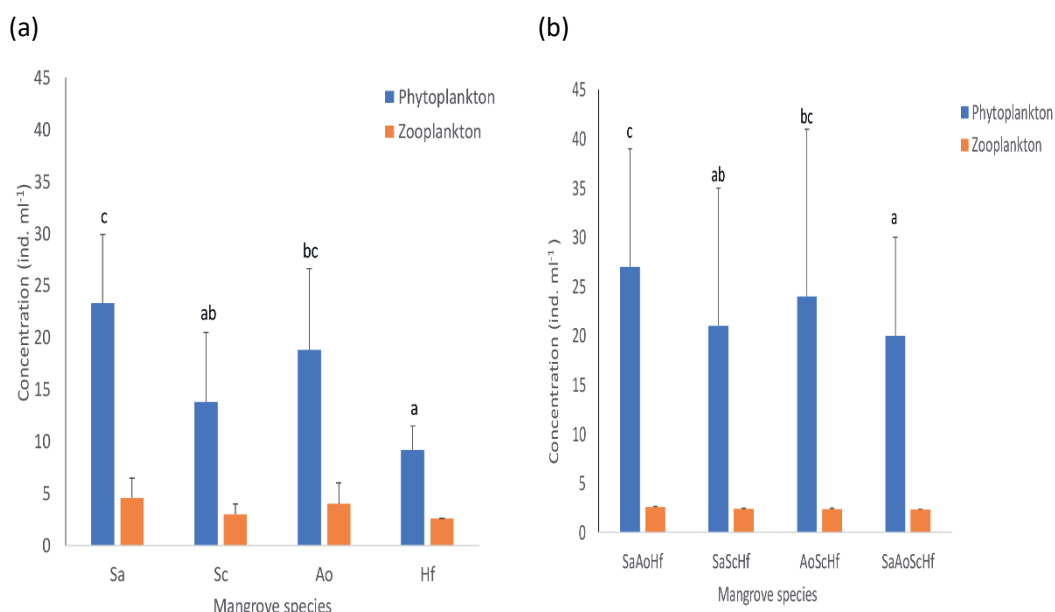 (a)
45
40
35
30
25
20
15
10
5
0
Concentration (ind. ml⁻¹)
Phytoplankton
Zooplankton
c
ab
bc
a
Sa Sc Ao Hf
Mangrove species
(b)
45
40
35
30
25
20
15
10
5
0
Concentration (ind. ml⁻¹ )
Phytoplankton
Zooplankton
c
ab
bc
a
SaAoHf SaScHf AoScHf SaAoScHf
Mangrove species